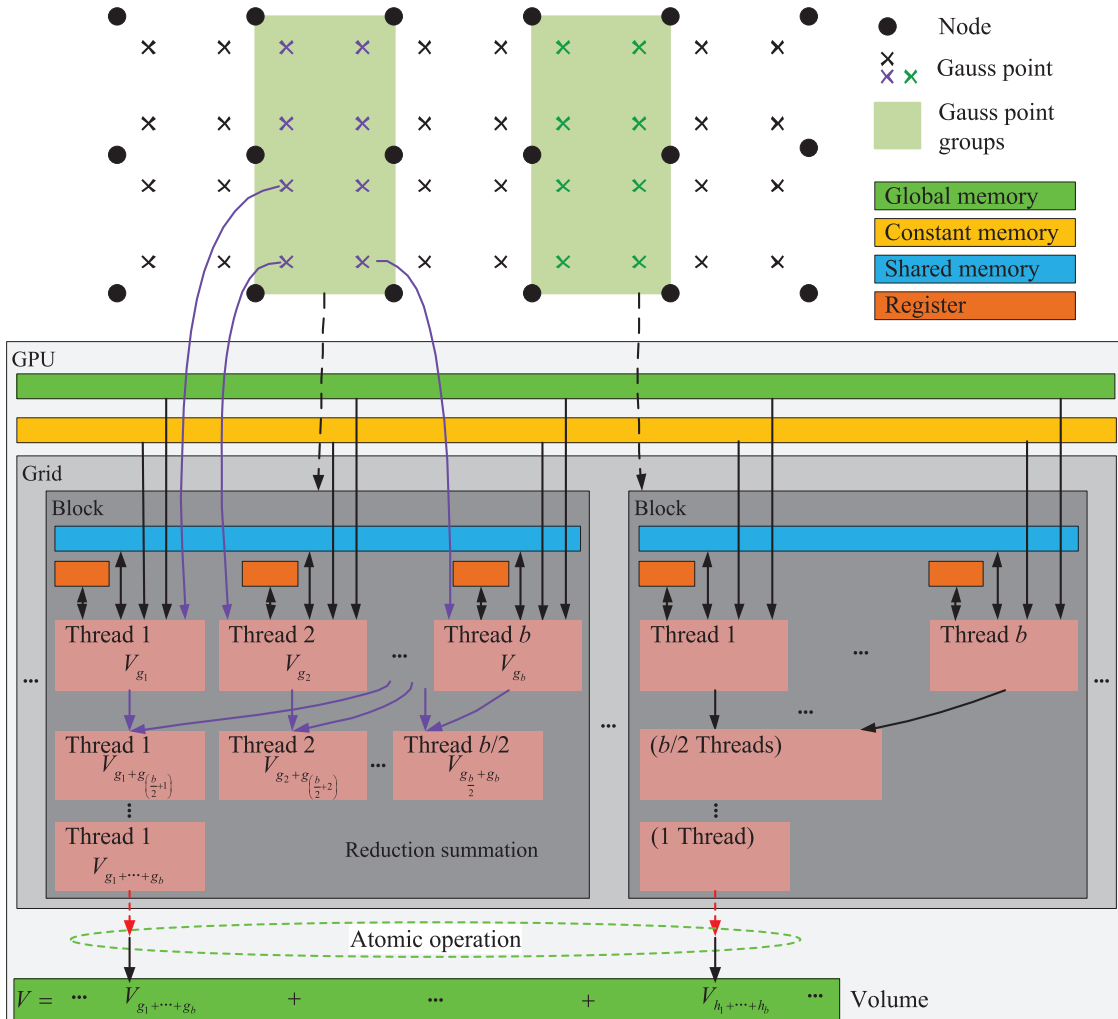 Node
Gauss point
Gauss point
groups
Global memory
Constant memory
Shared memory
Register
GPU
Grid
Block
Block
Thread 1
V_{g_1}
Thread 2
V_{g_2}
...
Thread b
V_{g_b}
Thread 1
...
Thread b
...
...
...
...
Thread 1
V_{g_1+g_{(\frac{b}{2}+1)}}
Thread 2
V_{g_2+g_{(\frac{b}{2}+2)}}
...
Thread b/2
V_{g_{\frac{b}{2}}+g_b}
(b/2 Threads)
...
...
Thread 1
V_{g_1+...+g_b}
Reduction summation
(1 Thread)
Atomic operation
V = ... V_{g_1+...+g_b} + ... + V_{h_1+...+h_b} ...
Volume